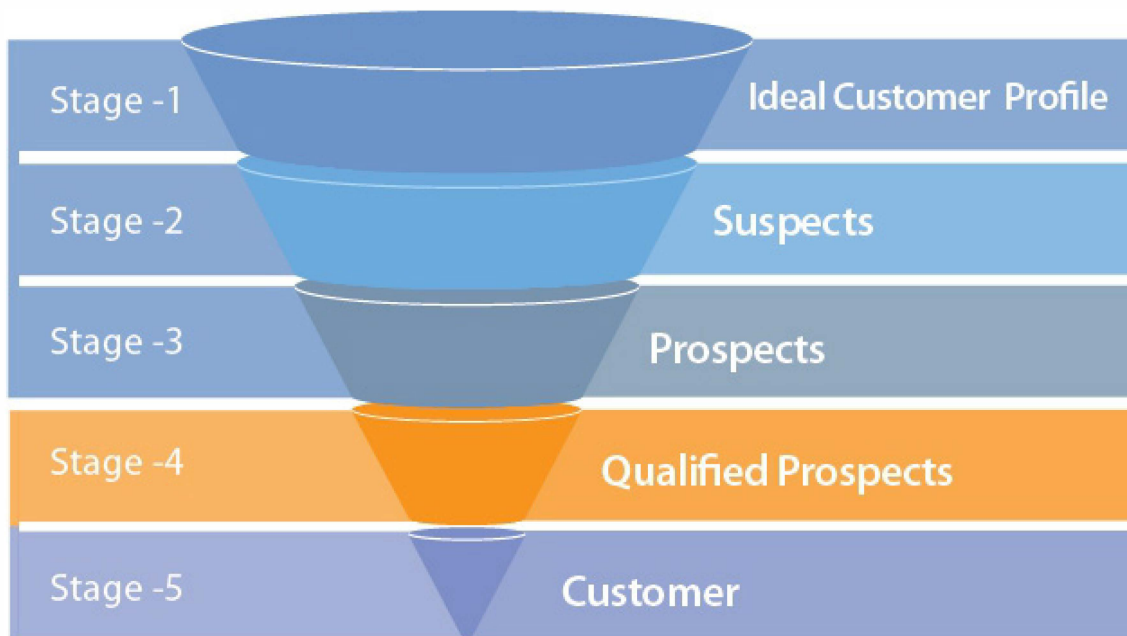 Stage -1
Ideal Customer Profile
Stage -2
Suspects
Stage -3
Prospects
Stage -4
Qualified Prospects
Stage -5
Customer